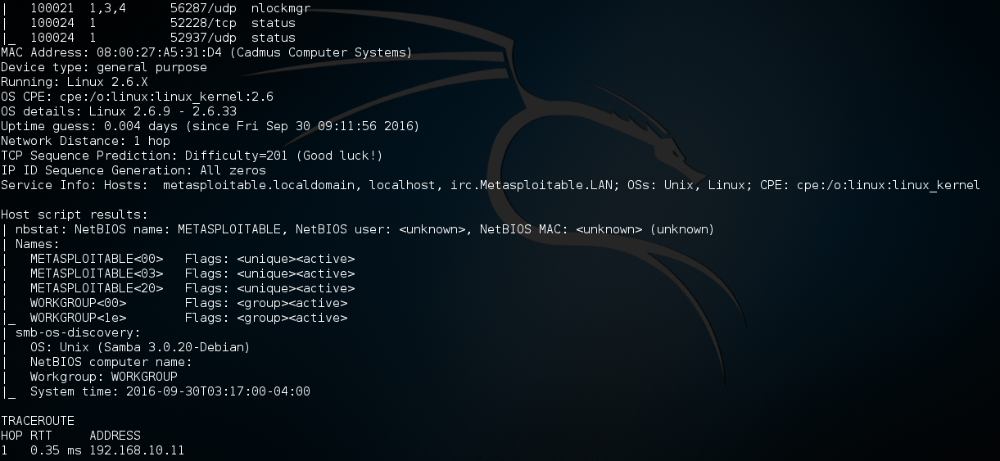 |   100021  1,3,4      56287/udp  nlockmgr
|   100024  1          52228/tcp  status
|_  100024  1          52937/udp  status
MAC Address: 08:00:27:A5:31:D4 (Cadmus Computer Systems)
Device type: general purpose
Running: Linux 2.6.X
OS CPE: cpe:/o:linux:linux_kernel:2.6
OS details: Linux 2.6.9 - 2.6.33
Uptime guess: 0.004 days (since Fri Sep 30 09:11:56 2016)
Network Distance: 1 hop
TCP Sequence Prediction: Difficulty=201 (Good luck!)
IP ID Sequence Generation: All zeros
Service Info: Hosts:  metasploitable.localdomain, localhost, irc.Metasploitable.LAN; OSs: Unix, Linux; CPE: cpe:/o:linux:linux_kernel
Host script results:
| nbstat: NetBIOS name: METASPLOITABLE, NetBIOS user: <unknown>, NetBIOS MAC: <unknown> (unknown)
| Names:
|   METASPLOITABLE<00>   Flags: <unique><active>
|   METASPLOITABLE<03>   Flags: <unique><active>
|   METASPLOITABLE<20>   Flags: <unique><active>
|   WORKGROUP<00>        Flags: <group><active>
|_  WORKGROUP<1e>        Flags: <group><active>
| smb-os-discovery:
|   OS: Unix (Samba 3.0.20-Debian)
|   NetBIOS computer name:
|   Workgroup: WORKGROUP
|_  System time: 2016-09-30T03:17:00-04:00
TRACEROUTE
HOP RTT     ADDRESS
1   0.35 ms 192.168.10.11